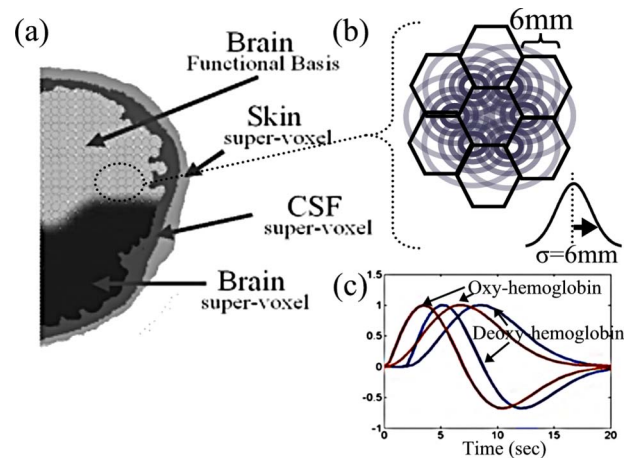 (a)
Brain
Functional Basis
Skin
super-voxel
CSF
super-voxel
Brain
super-voxel
(b)
6mm
σ=6mm
(c)
Oxy-hemoglobin
Deoxy-hemoglobin
1.5
1
0.5
0
-0.5
-1
0 5 10 15 20
Time (sec)